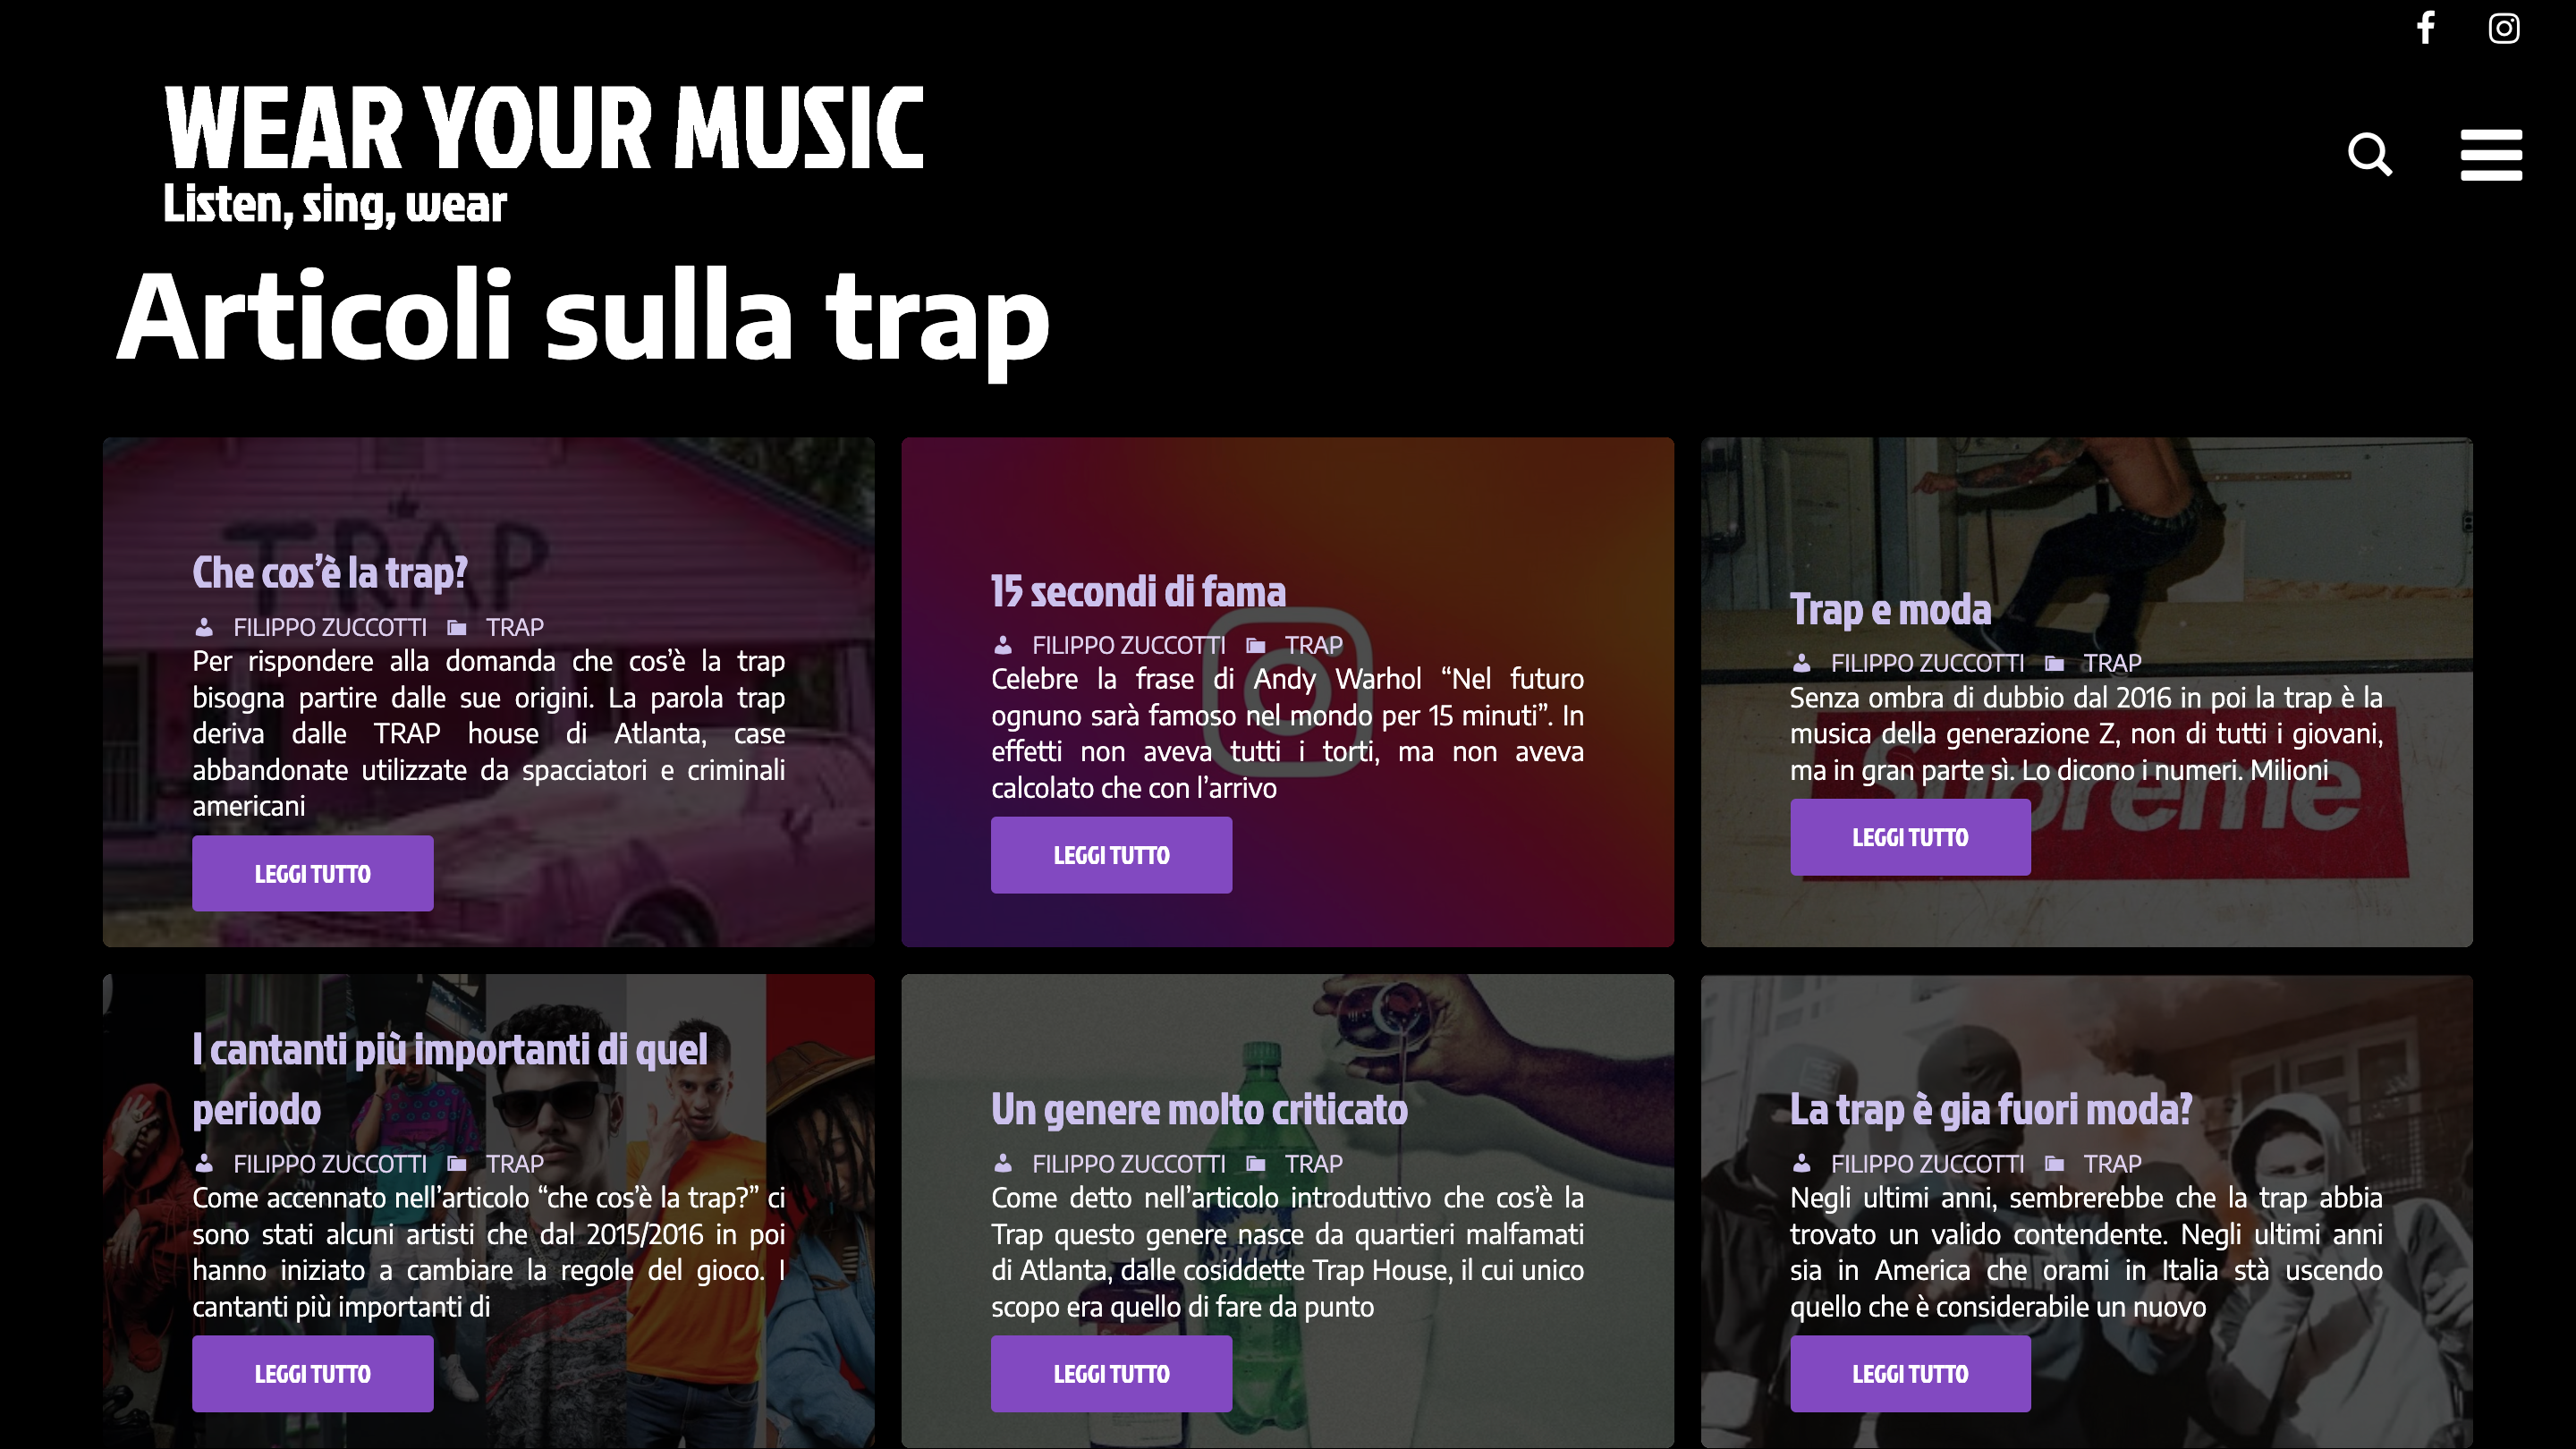 WEAR YOUR MUSIC
Listen, sing, wear
Articoli sulla trap
TRAP
Che cos’è la trap?
FILIPPO ZUCCOTTI TRAP
Per rispondere alla domanda che cos’è la trap
bisogna partire dalle sue origini. La parola trap
deriva dalle TRAP house di Atlanta, case
abbandonate utilizzate da spacciatori e criminali
americani
LEGGI TUTTO
15 secondi di fama
FILIPPO ZUCCOTTI TRAP
Celebre la frase di Andy Warhol “Nel futuro
ognuno sarà famoso nel mondo per 15 minuti”. In
effetti non aveva tutti i torti, ma non aveva
calcolato che con l’arrivo
LEGGI TUTTO
Trap e moda
FILIPPO ZUCCOTTI TRAP
Senza ombra di dubbio dal 2016 in poi la trap è la
musica della generazione Z, non di tutti i giovani,
ma in gran parte sì. Lo dicono i numeri. Milioni
Supreme
LEGGI TUTTO
I cantanti più importanti di quel
periodo
FILIPPO ZUCCOTTI TRAP
Come accennato nell’articolo “che cos’è la trap?” ci
sono stati alcuni artisti che dal 2015/2016 in poi
hanno iniziato a cambiare la regole del gioco. I
cantanti più importanti di
LEGGI TUTTO
Un genere molto criticato
FILIPPO ZUCCOTTI TRAP
Come detto nell’articolo introduttivo che cos’è la
Trap questo genere nasce da quartieri malfamati
di Atlanta, dalle cosiddette Trap House, il cui unico
scopo era quello di fare da punto
Sprite
LEGGI TUTTO
La trap è gia fuori moda?
FILIPPO ZUCCOTTI TRAP
Negli ultimi anni, sembrerebbe che la trap abbia
trovato un valido contendente. Negli ultimi anni
sia in America che orami in Italia stà uscendo
quello che è considerabile un nuovo
LEGGI TUTTO